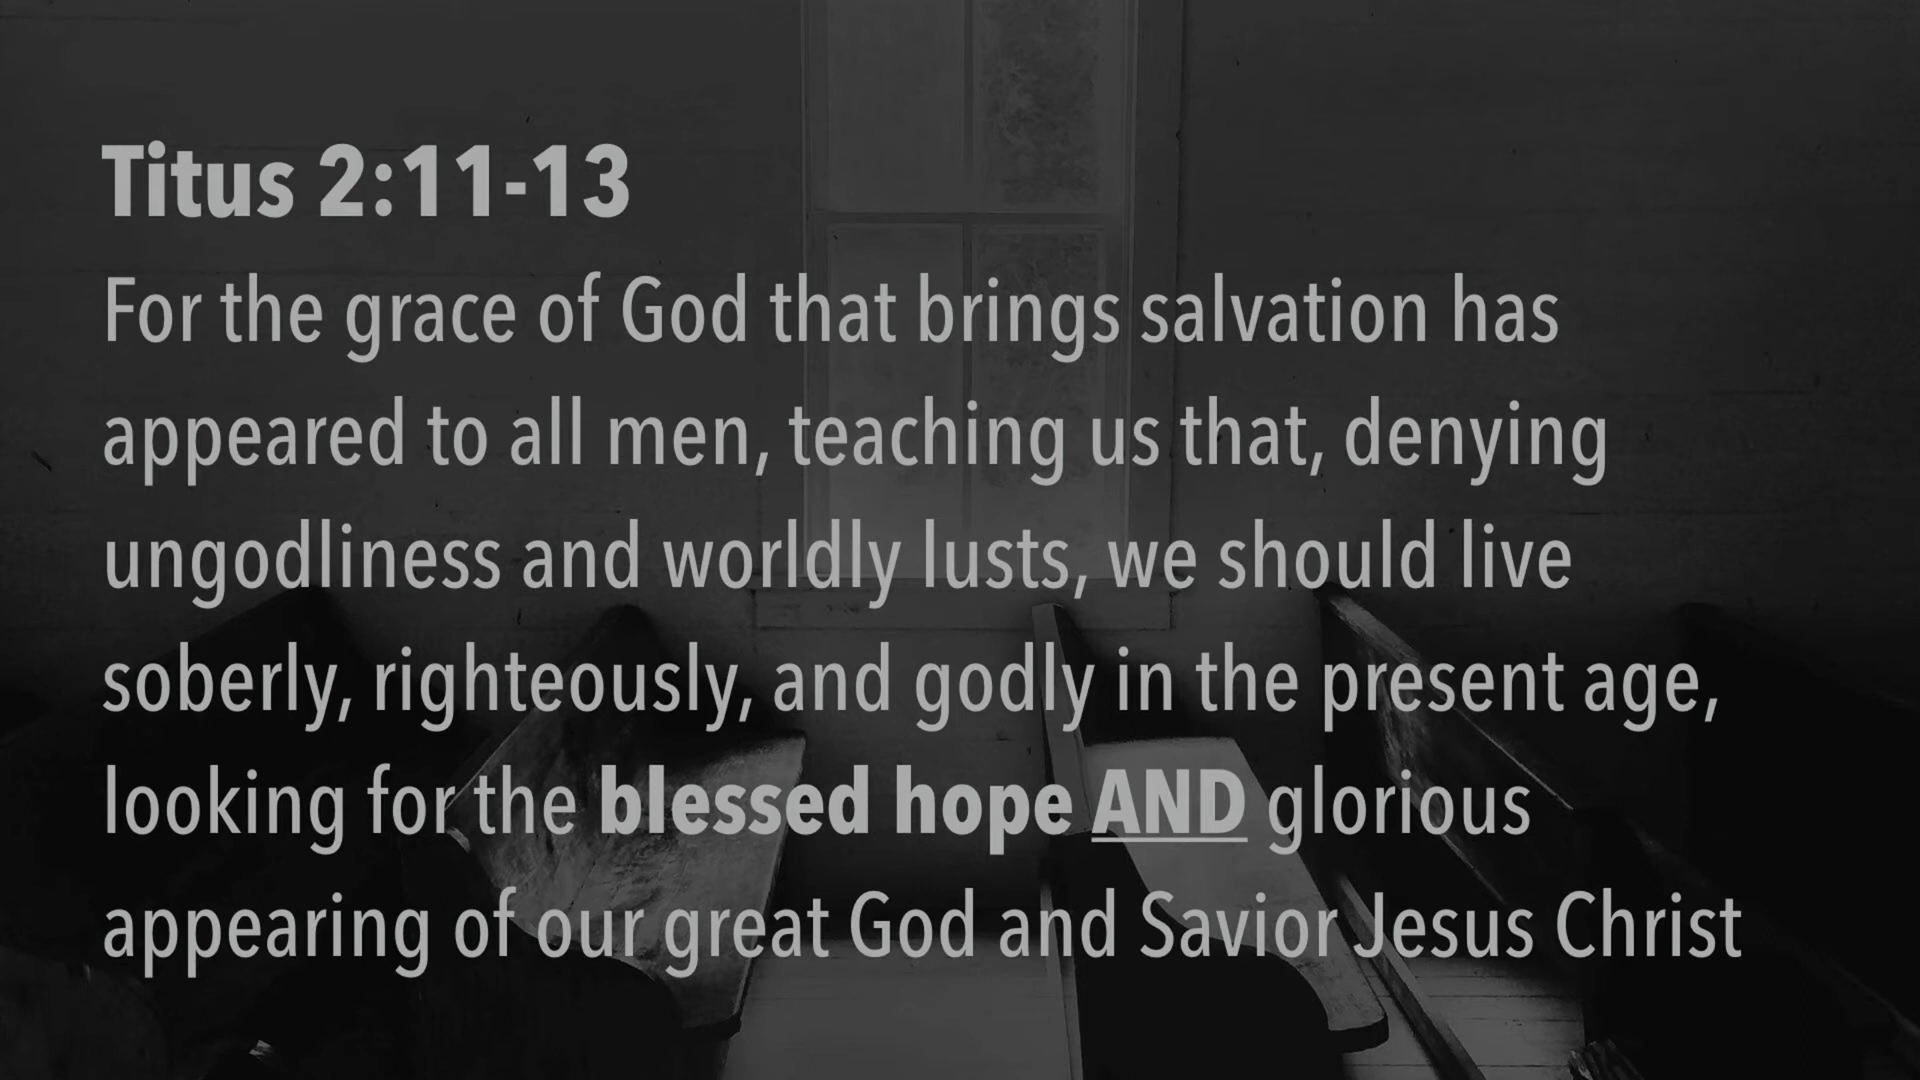 Titus 2:11-13
For the grace of God that brings salvation has
appeared to all men, teaching us that, denying
ungodliness and worldly lusts, we should live
soberly, righteously, and godly in the present age,
looking for the blessed hope AND glorious
appearing of our great God and Savior Jesus Christ